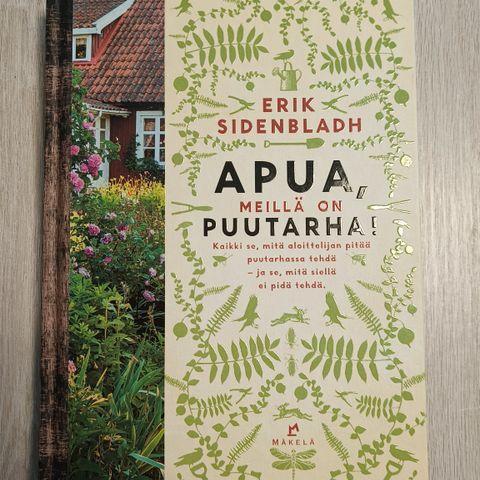 ERIK
SIDENBLADH
APUA,
MEILLÄ ON
PUUTARHA!
Kaikki se, mitä aloittelijan pitää
puutarhassa tehdä
– ja se, mitä siellä
ei pidä tehdä.
MÄKELÄ